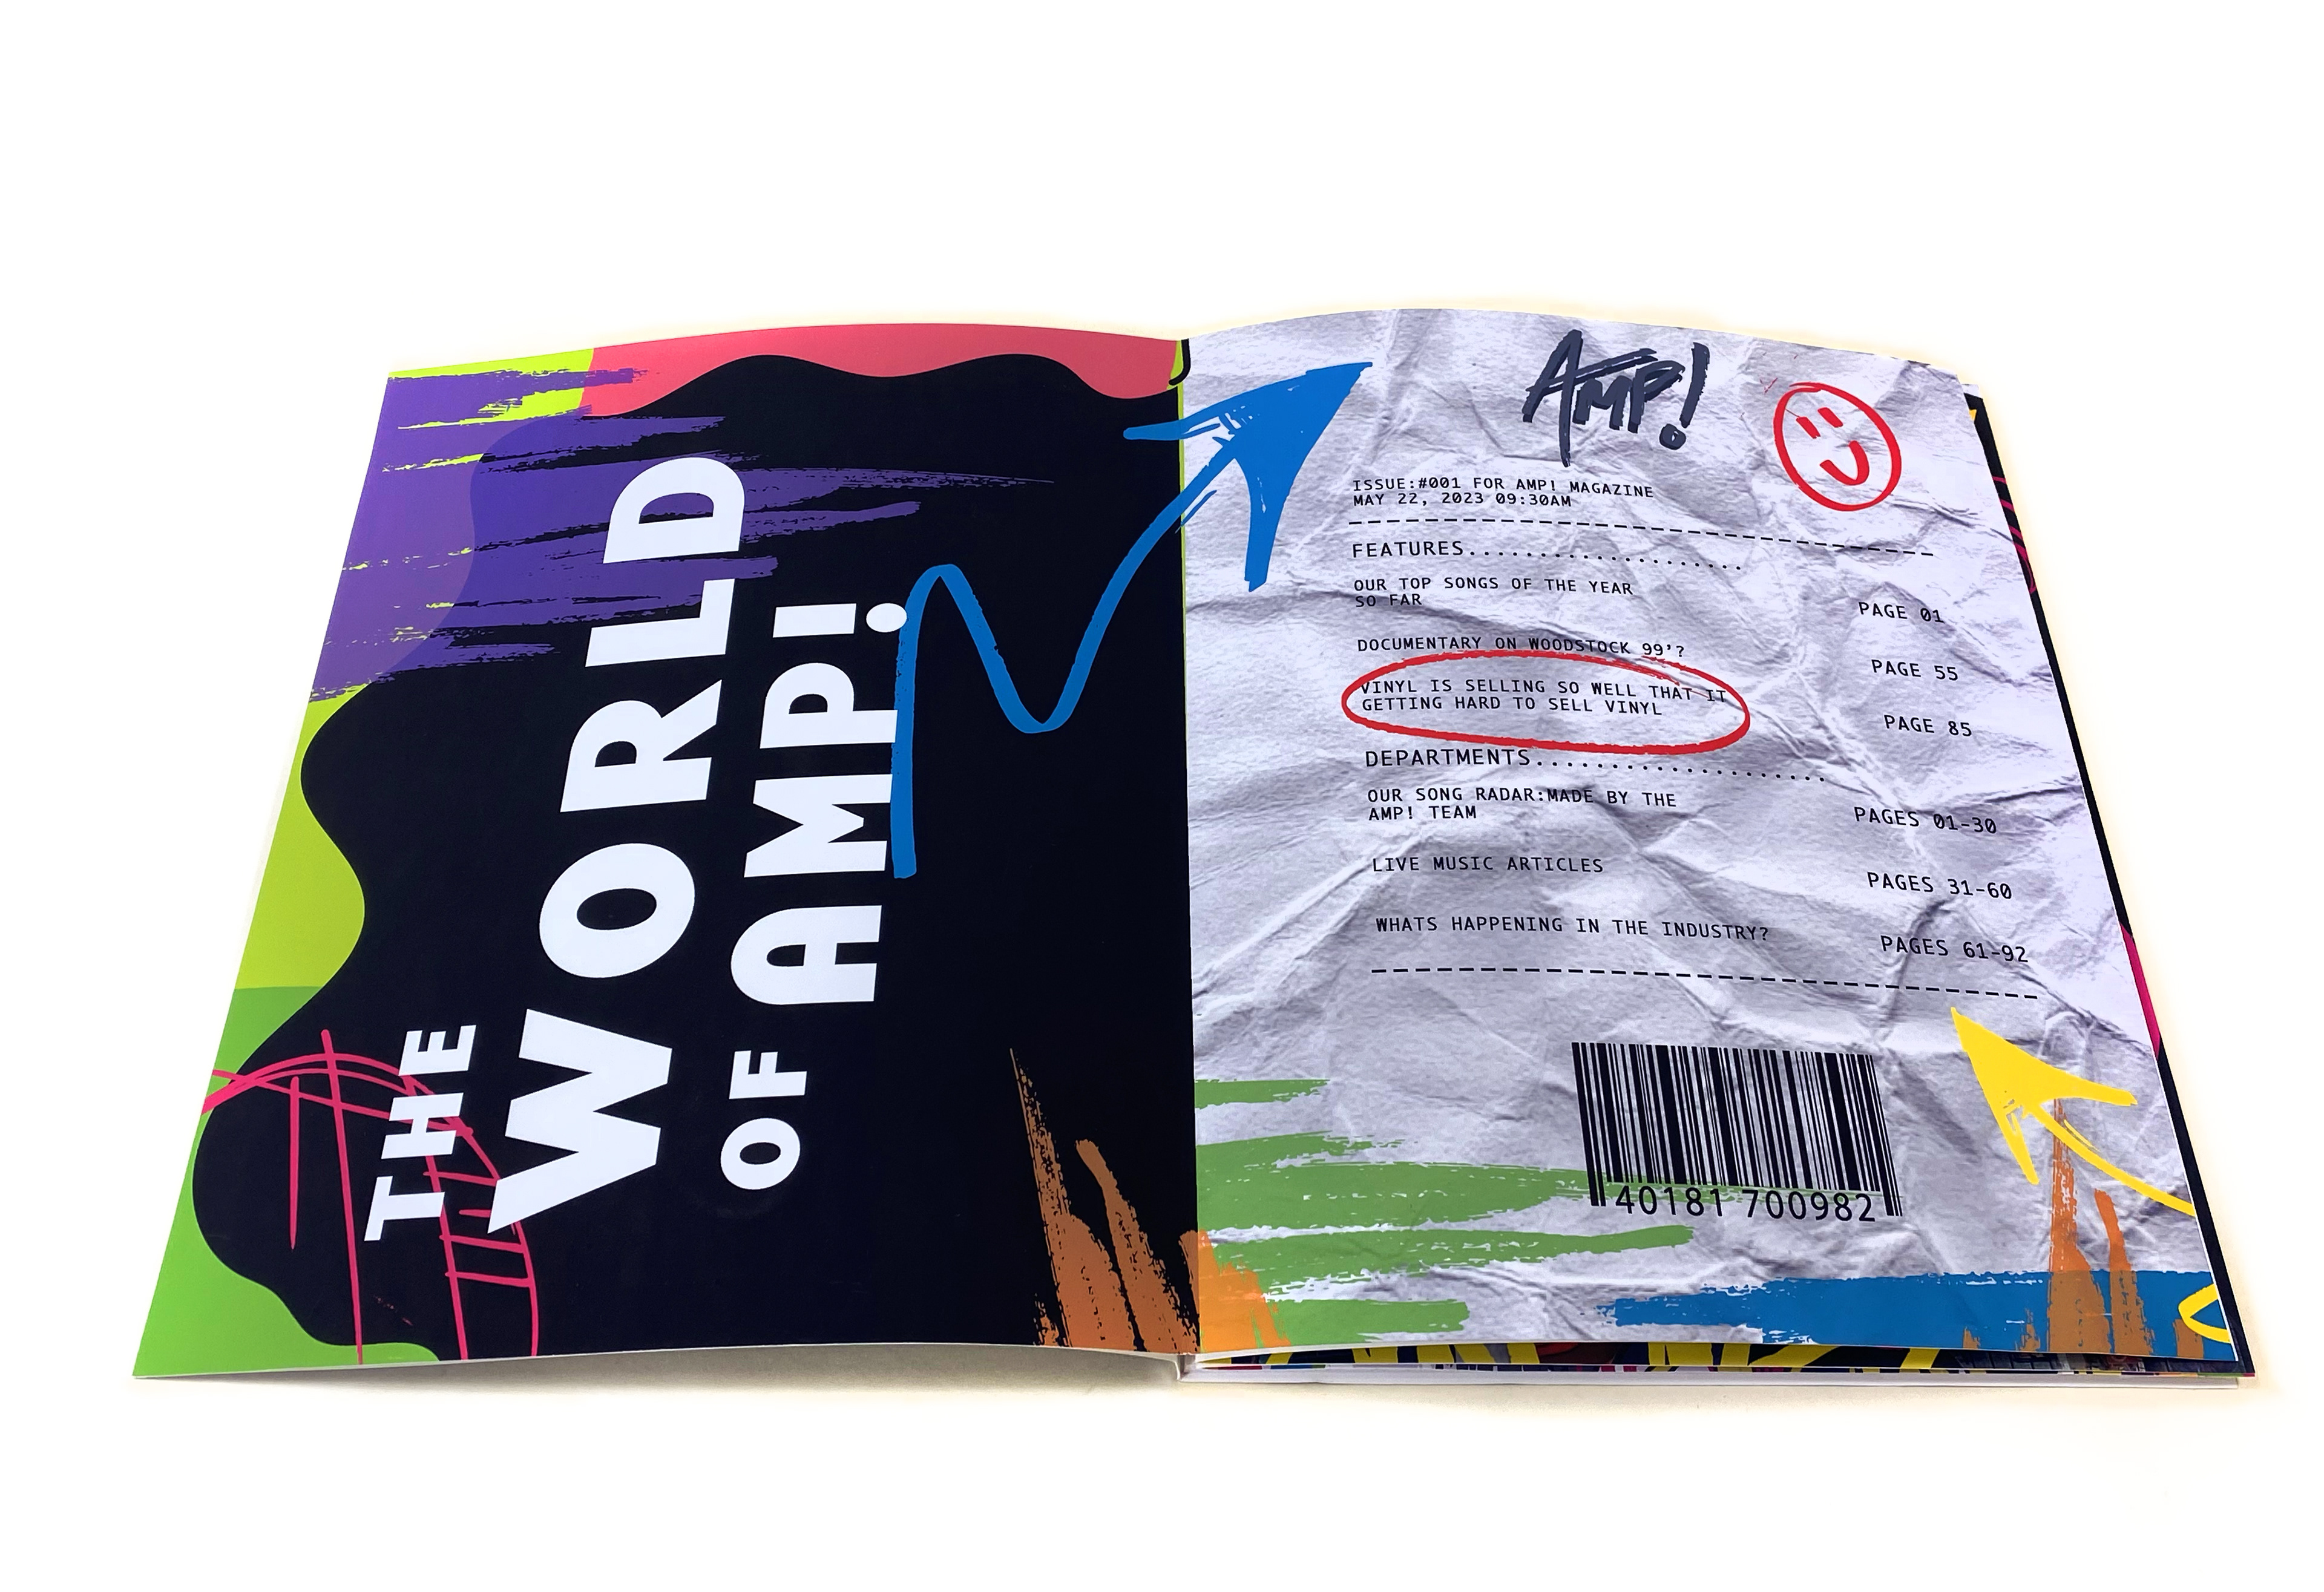 THE
WORLD
OF AMP!
AMP!
ISSUE:#001 FOR AMP! MAGAZINE
MAY 22, 2023 09:30AM
FEATURES....................
OUR TOP SONGS OF THE YEAR
SO FAR
PAGE 01
DOCUMENTARY ON WOODSTOCK 99'?
PAGE 55
VINYL IS SELLING SO WELL THAT IT
GETTING HARD TO SELL VINYL
PAGE 85
DEPARTMENTS.....................
OUR SONG RADAR:MADE BY THE
AMP! TEAM
PAGES 01-30
LIVE MUSIC ARTICLES
PAGES 31-60
WHATS HAPPENING IN THE INDUSTRY?
PAGES 61-92
40181 700982